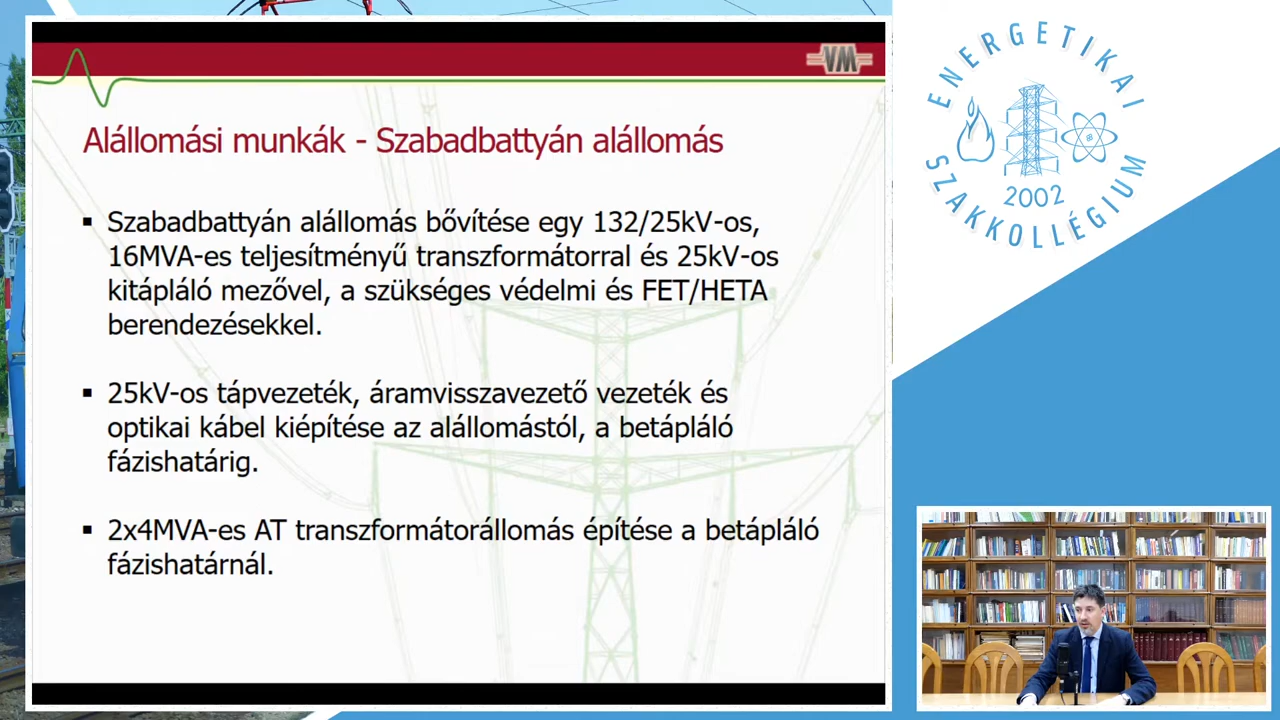 VM
Alállomási munkák - Szabadbattyán alállomás
▪ Szabadbattyán alállomás bővítése egy 132/25kV-os,
16MVA-es teljesítményű transzformátorral és 25kV-os
kitápláló mezővel, a szükséges védelmi és FET/HETA
berendezésekkel.
▪ 25kV-os tápvezeték, áramvisszavezető vezeték és
optikai kábel kiépítése az alállomástól, a betápláló
fázishatárig.
▪ 2x4MVA-es AT transzformátorállomás építése a betápláló
fázishatárnál.
ENERGETIKAI
SZAKKOLLÉGIUM
2002